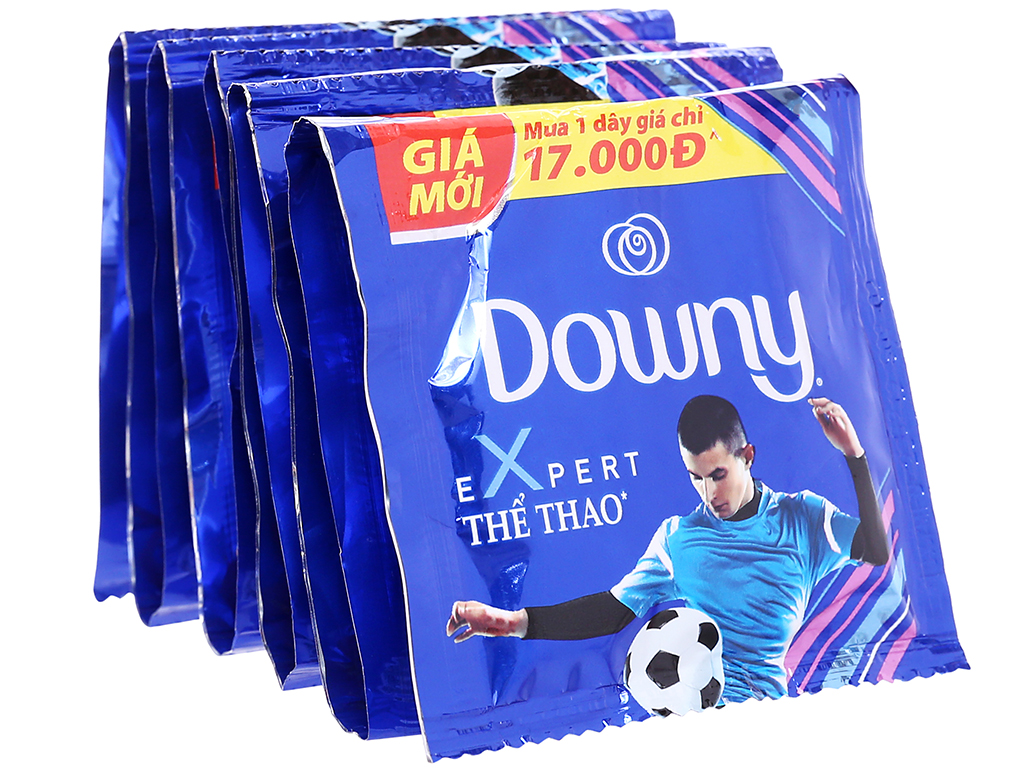 GIÁ
MỚI
Mua 1 dây giá chỉ
17.000Đ^
Downy®
eXPERT
THỂ THAO*